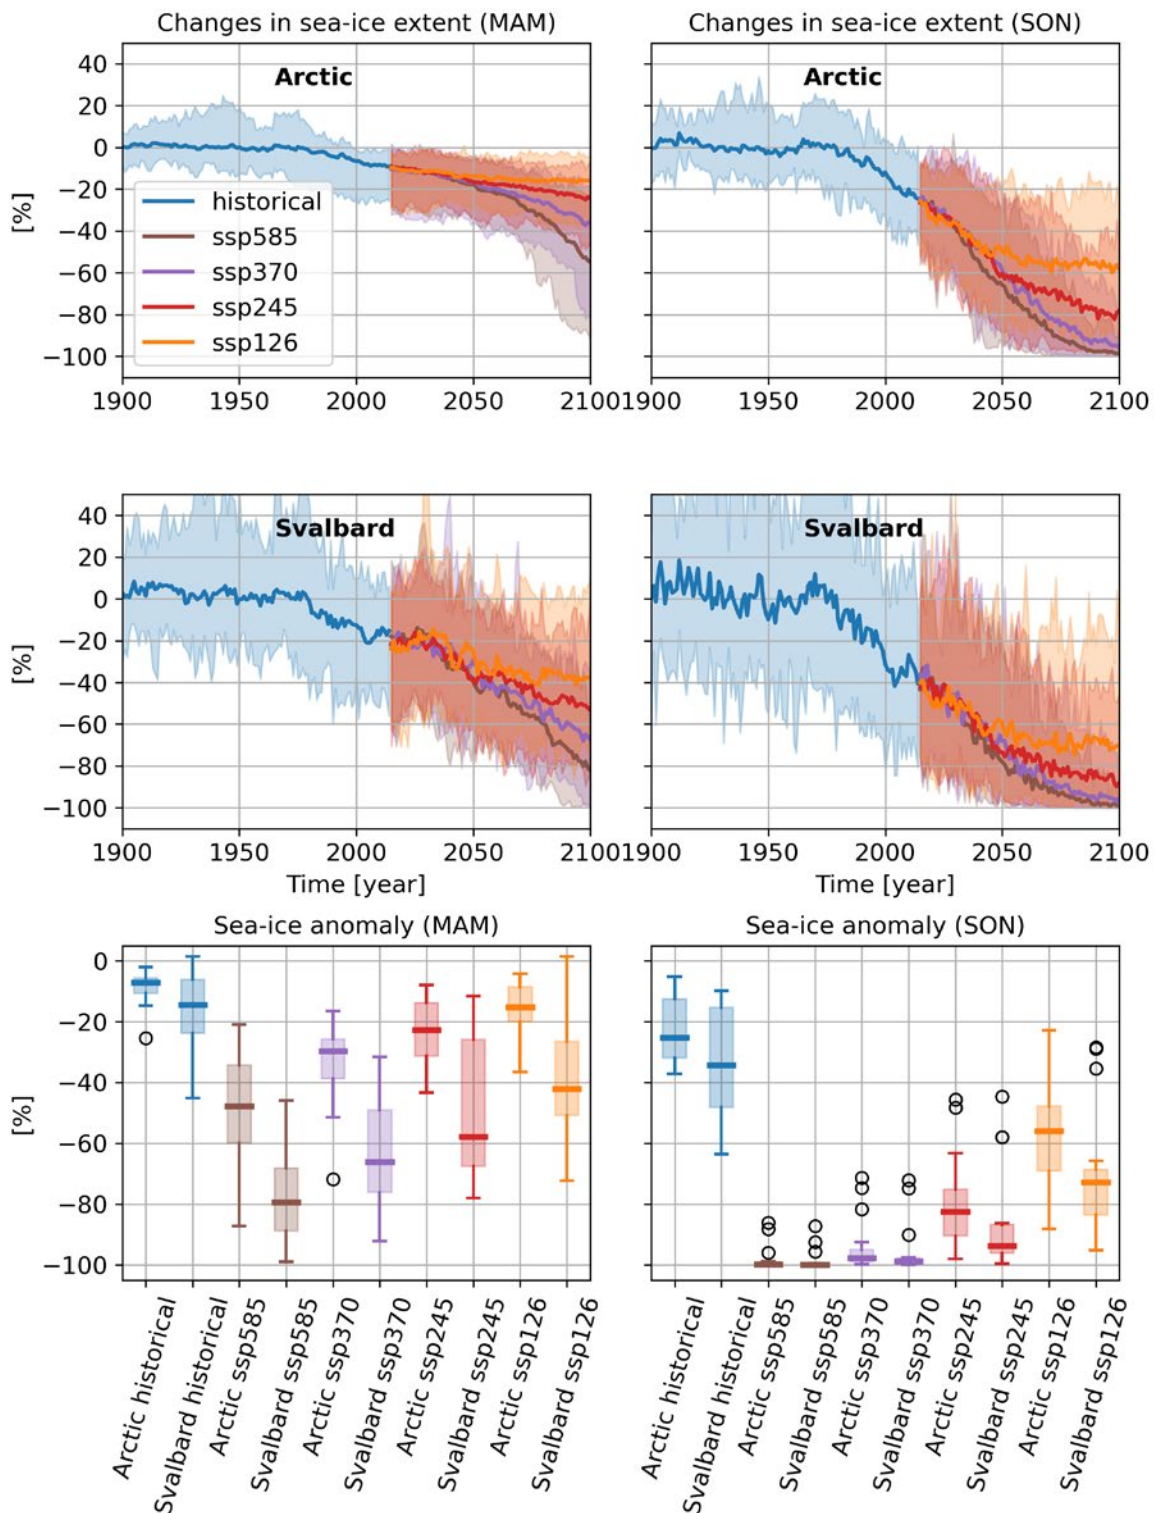 Changes in sea-ice extent (MAM)
Changes in sea-ice extent (SON)
Arctic
Arctic
[%]
40
20
0
−20
−40
−60
−80
−100
historical
ssp585
ssp370
ssp245
ssp126
1900 1950 2000 2050 2100
1900 1950 2000 2050 2100
Svalbard
Svalbard
[%]
40
20
0
−20
−40
−60
−80
−100
1900 1950 2000 2050 2100
1900 1950 2000 2050 2100
Time [year]
Time [year]
Sea-ice anomaly (MAM)
Sea-ice anomaly (SON)
[%]
0
−20
−40
−60
−80
−100
Arctic historical
Svalbard historical
Arctic ssp585
Svalbard ssp585
Arctic ssp370
Svalbard ssp370
Arctic ssp245
Svalbard ssp245
Arctic ssp126
Svalbard ssp126
Arctic historical
Svalbard historical
Arctic ssp585
Svalbard ssp585
Arctic ssp370
Svalbard ssp370
Arctic ssp245
Svalbard ssp245
Arctic ssp126
Svalbard ssp126